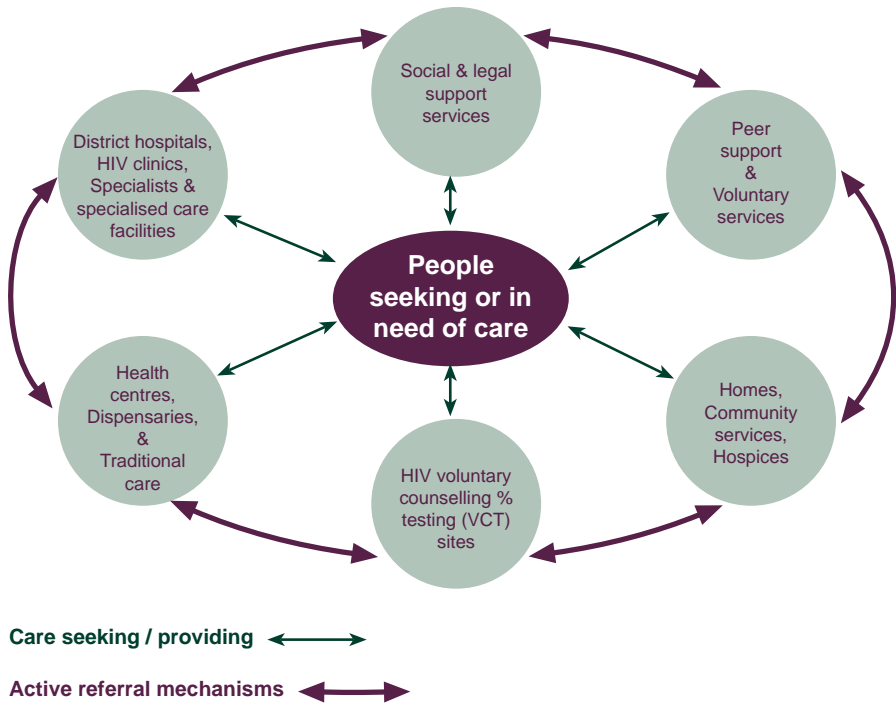 Social & legal
support
services
District hospitals,
HIV clinics,
Specialists &
specialised care
facilities
Peer
support
&
Voluntary
services
People
seeking or in
need of care
Health
centres,
Dispensaries,
&
Traditional
care
Homes,
Community
services,
Hospices
HIV voluntary
counselling %
testing (VCT)
sites
Care seeking / providing
Active referral mechanisms